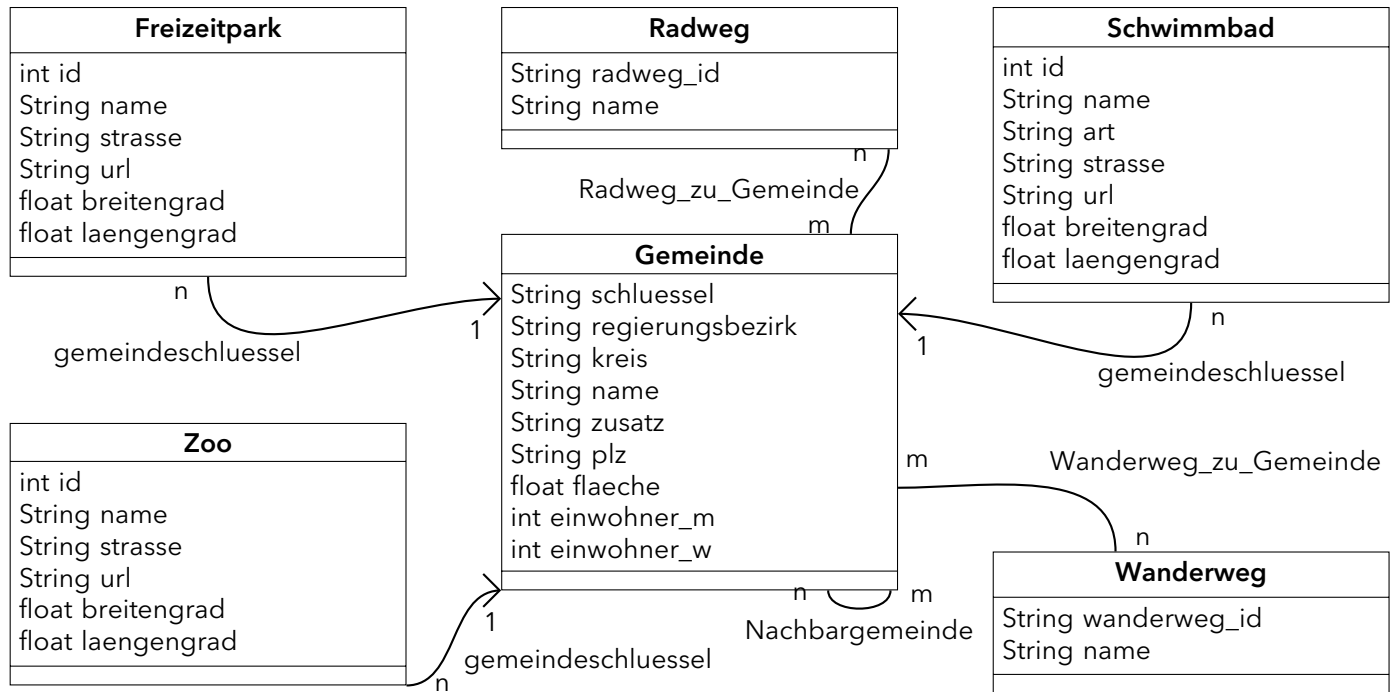 Freizeitpark
int id
String name
String strasse
String url
float breitengrad
float laengengrad
n
1
gemeindeschluessel
Radweg
String radweg_id
String name
n
Radweg_zu_Gemeinde
m
Schwimmbad
int id
String name
String art
String strasse
String url
float breitengrad
float laengengrad
n
1
gemeindeschluessel
Gemeinde
String schluessel
String regierungsbezirk
String kreis
String name
String zusatz
String plz
float flaeche
int einwohner_m
int einwohner_w
n
m
Nachbargemeinde
Zoo
int id
String name
String strasse
String url
float breitengrad
float laengengrad
n
1
gemeindeschluessel
m
Wanderweg_zu_Gemeinde
n
Wanderweg
String wanderweg_id
String name